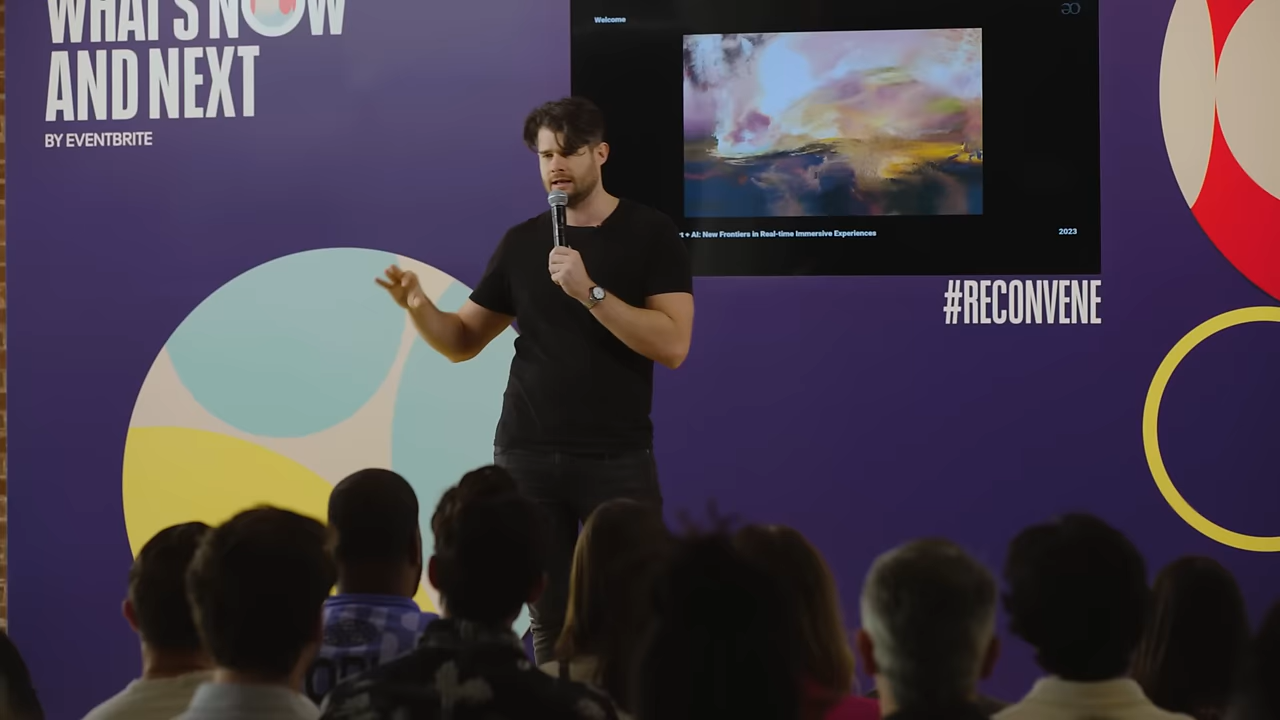 WHAT'S NOW
AND NEXT
BY EVENTBRITE
Welcome
+ AI: New Frontiers in Real-time Immersive Experiences
2023
#RECONVENE